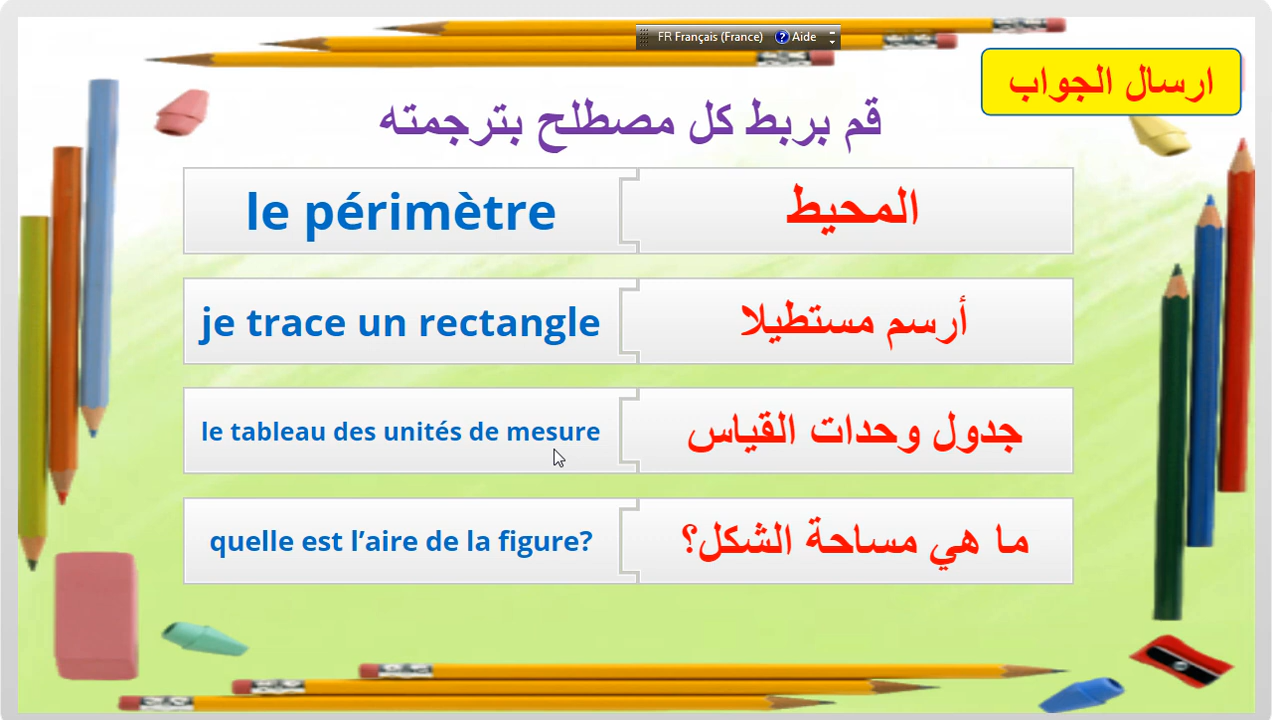 FR Français (France) ? Aide
ارسال الجواب
قم بربط كل مصطلح بترجمته
le périmètre
المحيط
je trace un rectangle
أرسم مستطيلا
le tableau des unités de mesure
جدول وحدات القياس
quelle est l’aire de la figure?
ما هي مساحة الشكل؟